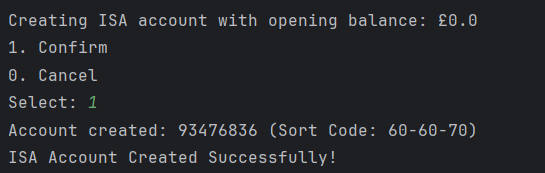 Creating ISA account with opening balance: £0.0
1. Confirm
0. Cancel
Select: 1
Account created: 93476836 (Sort Code: 60-60-70)
ISA Account Created Successfully!